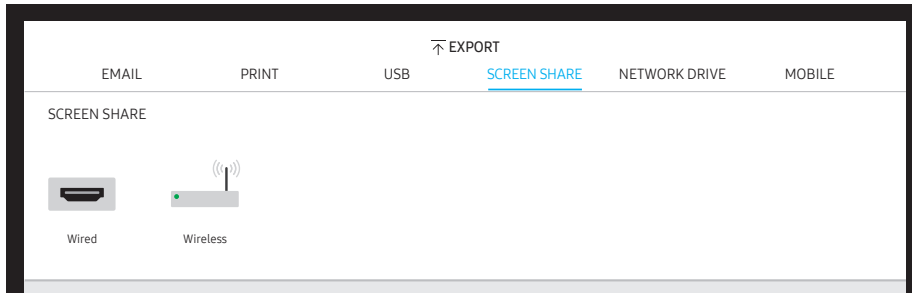 EXPORT
EMAIL PRINT USB SCREEN SHARE NETWORK DRIVE MOBILE
SCREEN SHARE
Wired Wireless